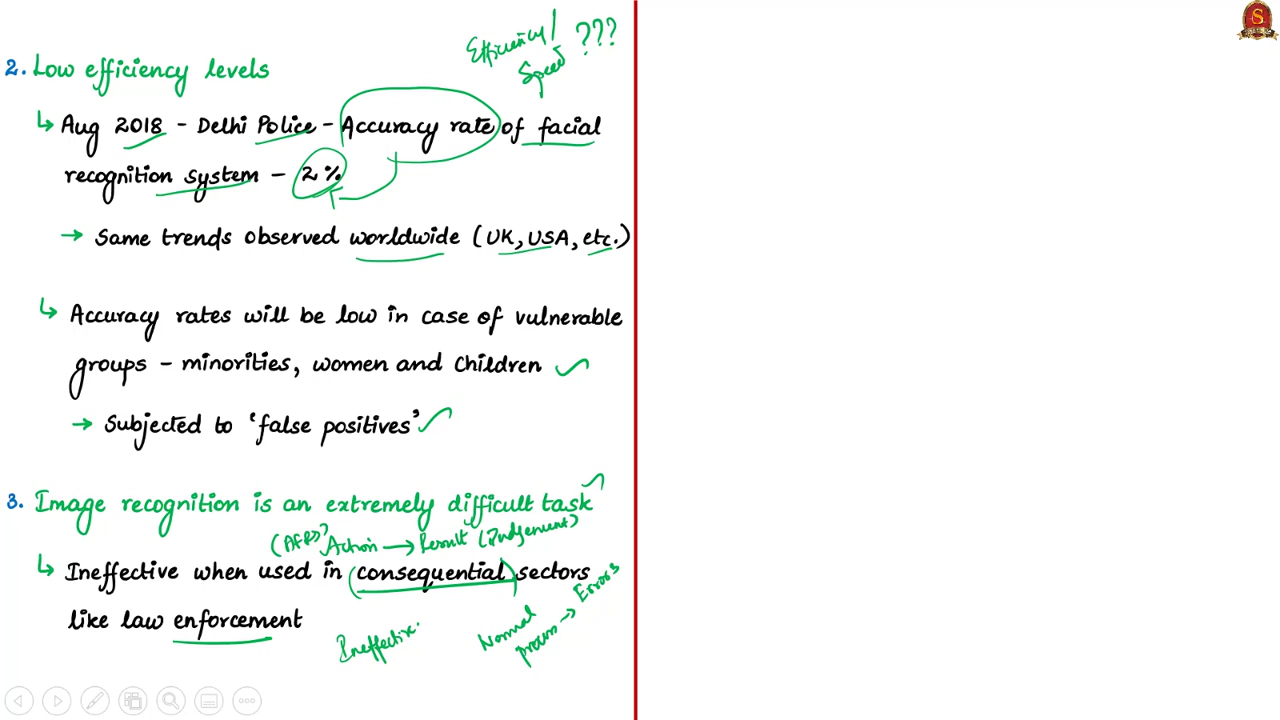 Efficiency/
Speed ???
2. Low efficiency levels
↳ Aug 2018 - Delhi Police - Accuracy rate of facial
recognition system - 2%
→ Same trends observed worldwide (UK, USA, etc.)
↳ Accuracy rates will be low in case of vulnerable
groups - minorities, women and children
→ Subjected to 'false positives'
3. Image recognition is an extremely difficult task
Action → Result (Judgement)
↳ Ineffective when used in (consequential) sectors
like law enforcement
Normal → Errors
S